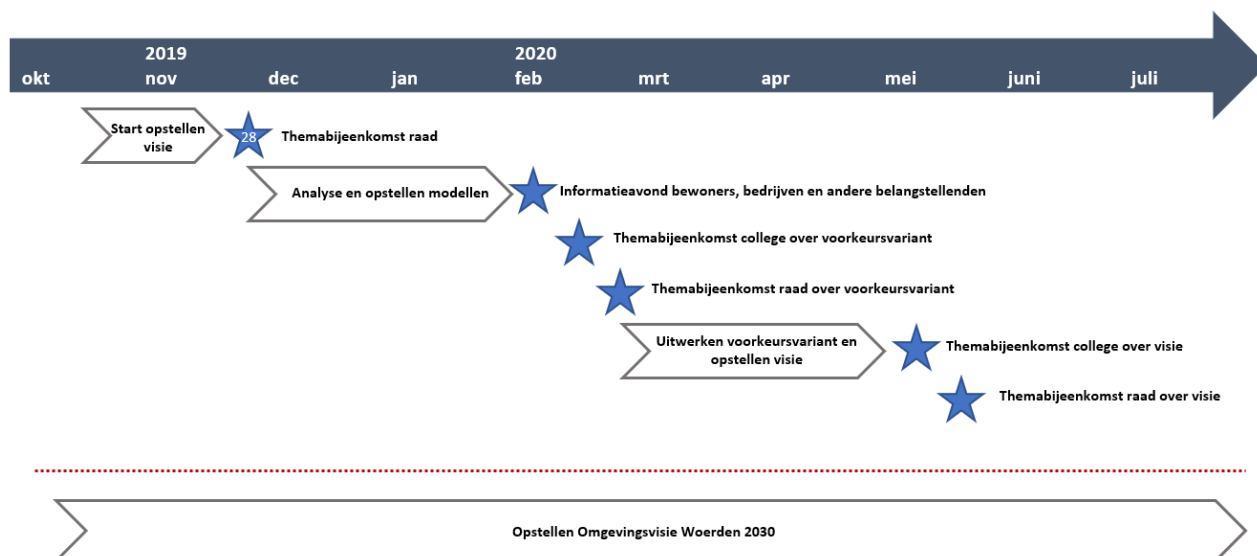 2019 2020
okt nov dec jan feb mrt apr mei juni juli
Start opstellen
visie
28
Themabijeenkomst raad
Analyse en opstellen modellen
Informatieavond bewoners, bedrijven en andere belangstellenden
Themabijeenkomst college over voorkeursvariant
Themabijeenkomst raad over voorkeursvariant
Uitwerken voorkeursvariant en
opstellen visie
Themabijeenkomst college over visie
Themabijeenkomst raad over visie
Opstellen Omgevingsvisie Woerden 2030